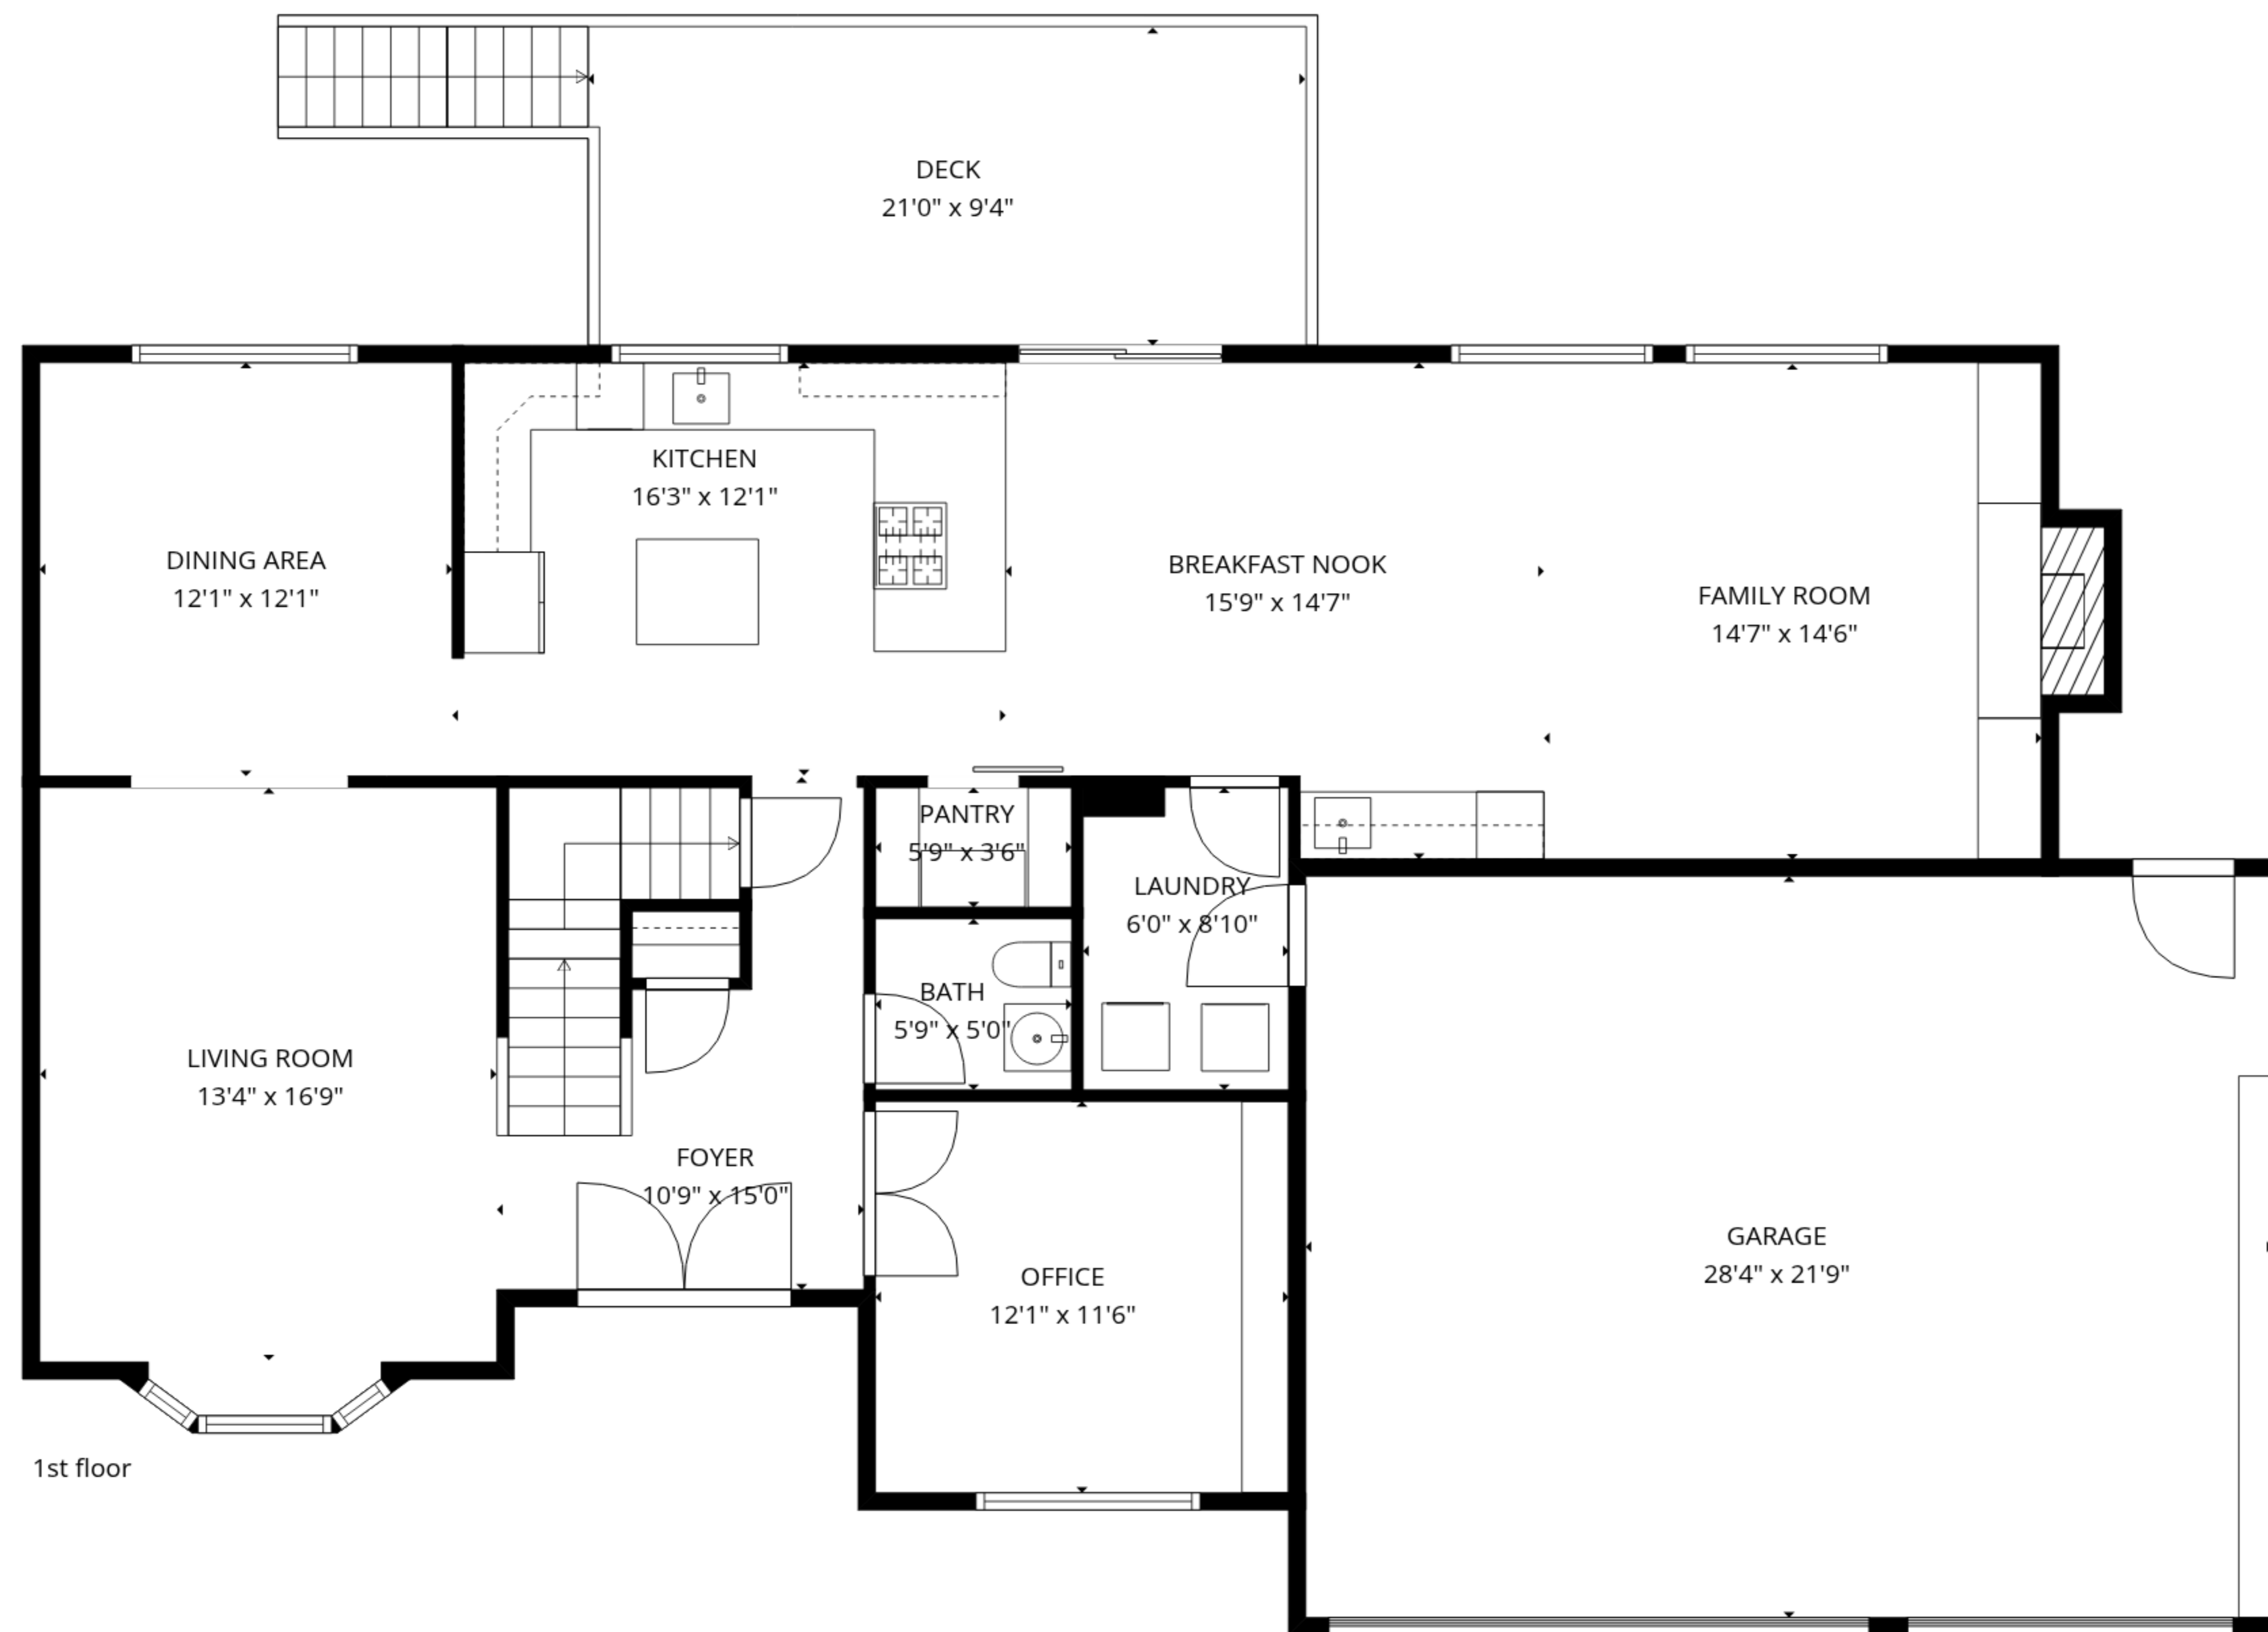 DECK
21'0" x 9'4"
KITCHEN
16'3" x 12'1"
DINING AREA
12'1" x 12'1"
BREAKFAST NOOK
15'9" x 14'7"
FAMILY ROOM
14'7" x 14'6"
PANTRY
5'9" x 3'6"
LAUNDRY
6'0" x 8'10"
BATH
5'9" x 5'0"
LIVING ROOM
13'4" x 16'9"
FOYER
10'9" x 15'0"
OFFICE
12'1" x 11'6"
GARAGE
28'4" x 21'9"
1st floor